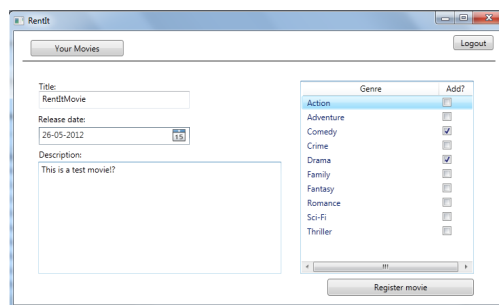 RentIt
Your Movies
Logout
Title:
RentItMovie
Release date:
26-05-2012
15
Description:
This is a test movie!?
Genre Add?
Action
Adventure
Comedy
Crime
Drama
Family
Fantasy
Romance
Sci-Fi
Thriller
Register movie